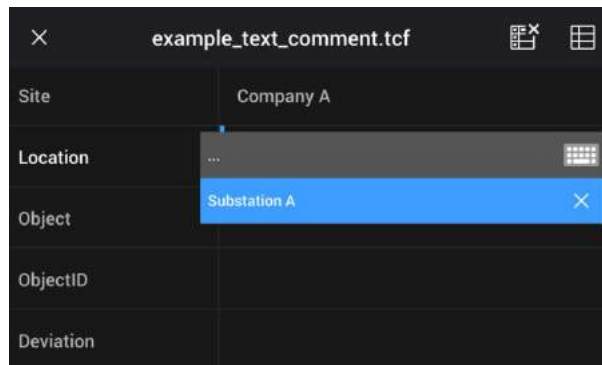 example_text_comment.tcf
Site Company A
Location ...
Substation A
Object
ObjectID
Deviation